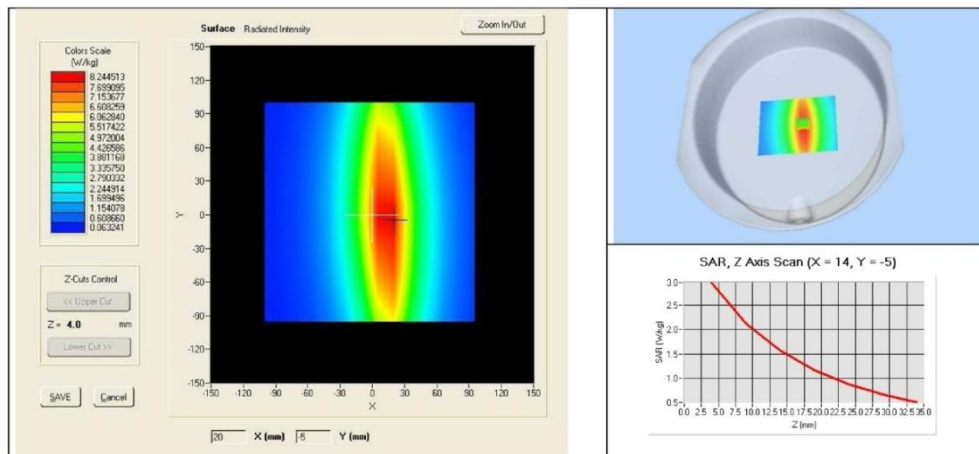 Surface Radiated Intensity
Zoom In/Out
Colors Scale
(W/kg)
8.244513
7.699095
7.153677
6.608259
6.062840
5.517422
4.972004
4.426586
3.881168
3.335750
2.790332
2.244914
1.699496
1.154078
0.608660
0.063241
Z-Cuts Control
<< Upper Cut
Z = 4.0 mm
Lower Cut >>
SAVE Cancel
150
120
90
60
30
0
-30
-60
-90
-120
-150
Y
-150 -120 -90 -60 -30 0 30 60 90 120 150
X
20 X (mm) -5 Y (mm)
SAR, Z Axis Scan (X = 14, Y = -5)
3.0
2.5
2.0
1.5
1.0
0.5
SAR (W/kg)
0.0 2.5 5.0 7.5 10.0 12.5 15.0 17.5 20.0 22.5 25.0 27.5 30.0 32.5 35.0
Z (mm)